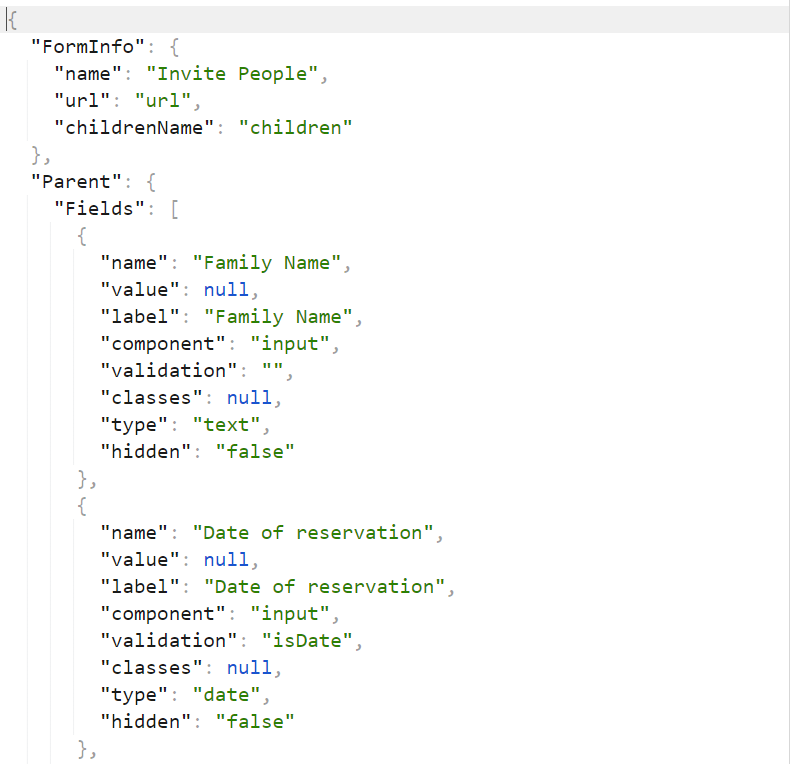 {
  "FormInfo": {
    "name": "Invite People",
    "url": "url",
    "childrenName": "children"
  },
  "Parent": {
    "Fields": [
      {
        "name": "Family Name",
        "value": null,
        "label": "Family Name",
        "component": "input",
        "validation": "",
        "classes": null,
        "type": "text",
        "hidden": "false"
      },
      {
        "name": "Date of reservation",
        "value": null,
        "label": "Date of reservation",
        "component": "input",
        "validation": "isDate",
        "classes": null,
        "type": "date",
        "hidden": "false"
      },